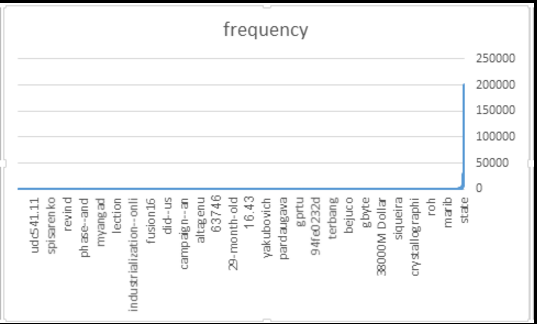 frequency
250000
200000
150000
100000
50000
0
udc541.11
spisarenko
revind
phase--and
myangad
lection
industrialization--onli
fusion16
did--us
campaign--an
altagenu
63746
29-month-old
16.43
yakubovich
pardaugava
gprtu
94fe0232d
terbang
bejuco
gbyte
38000M Dollar
siqueira
crystallographi
roh
marib
state